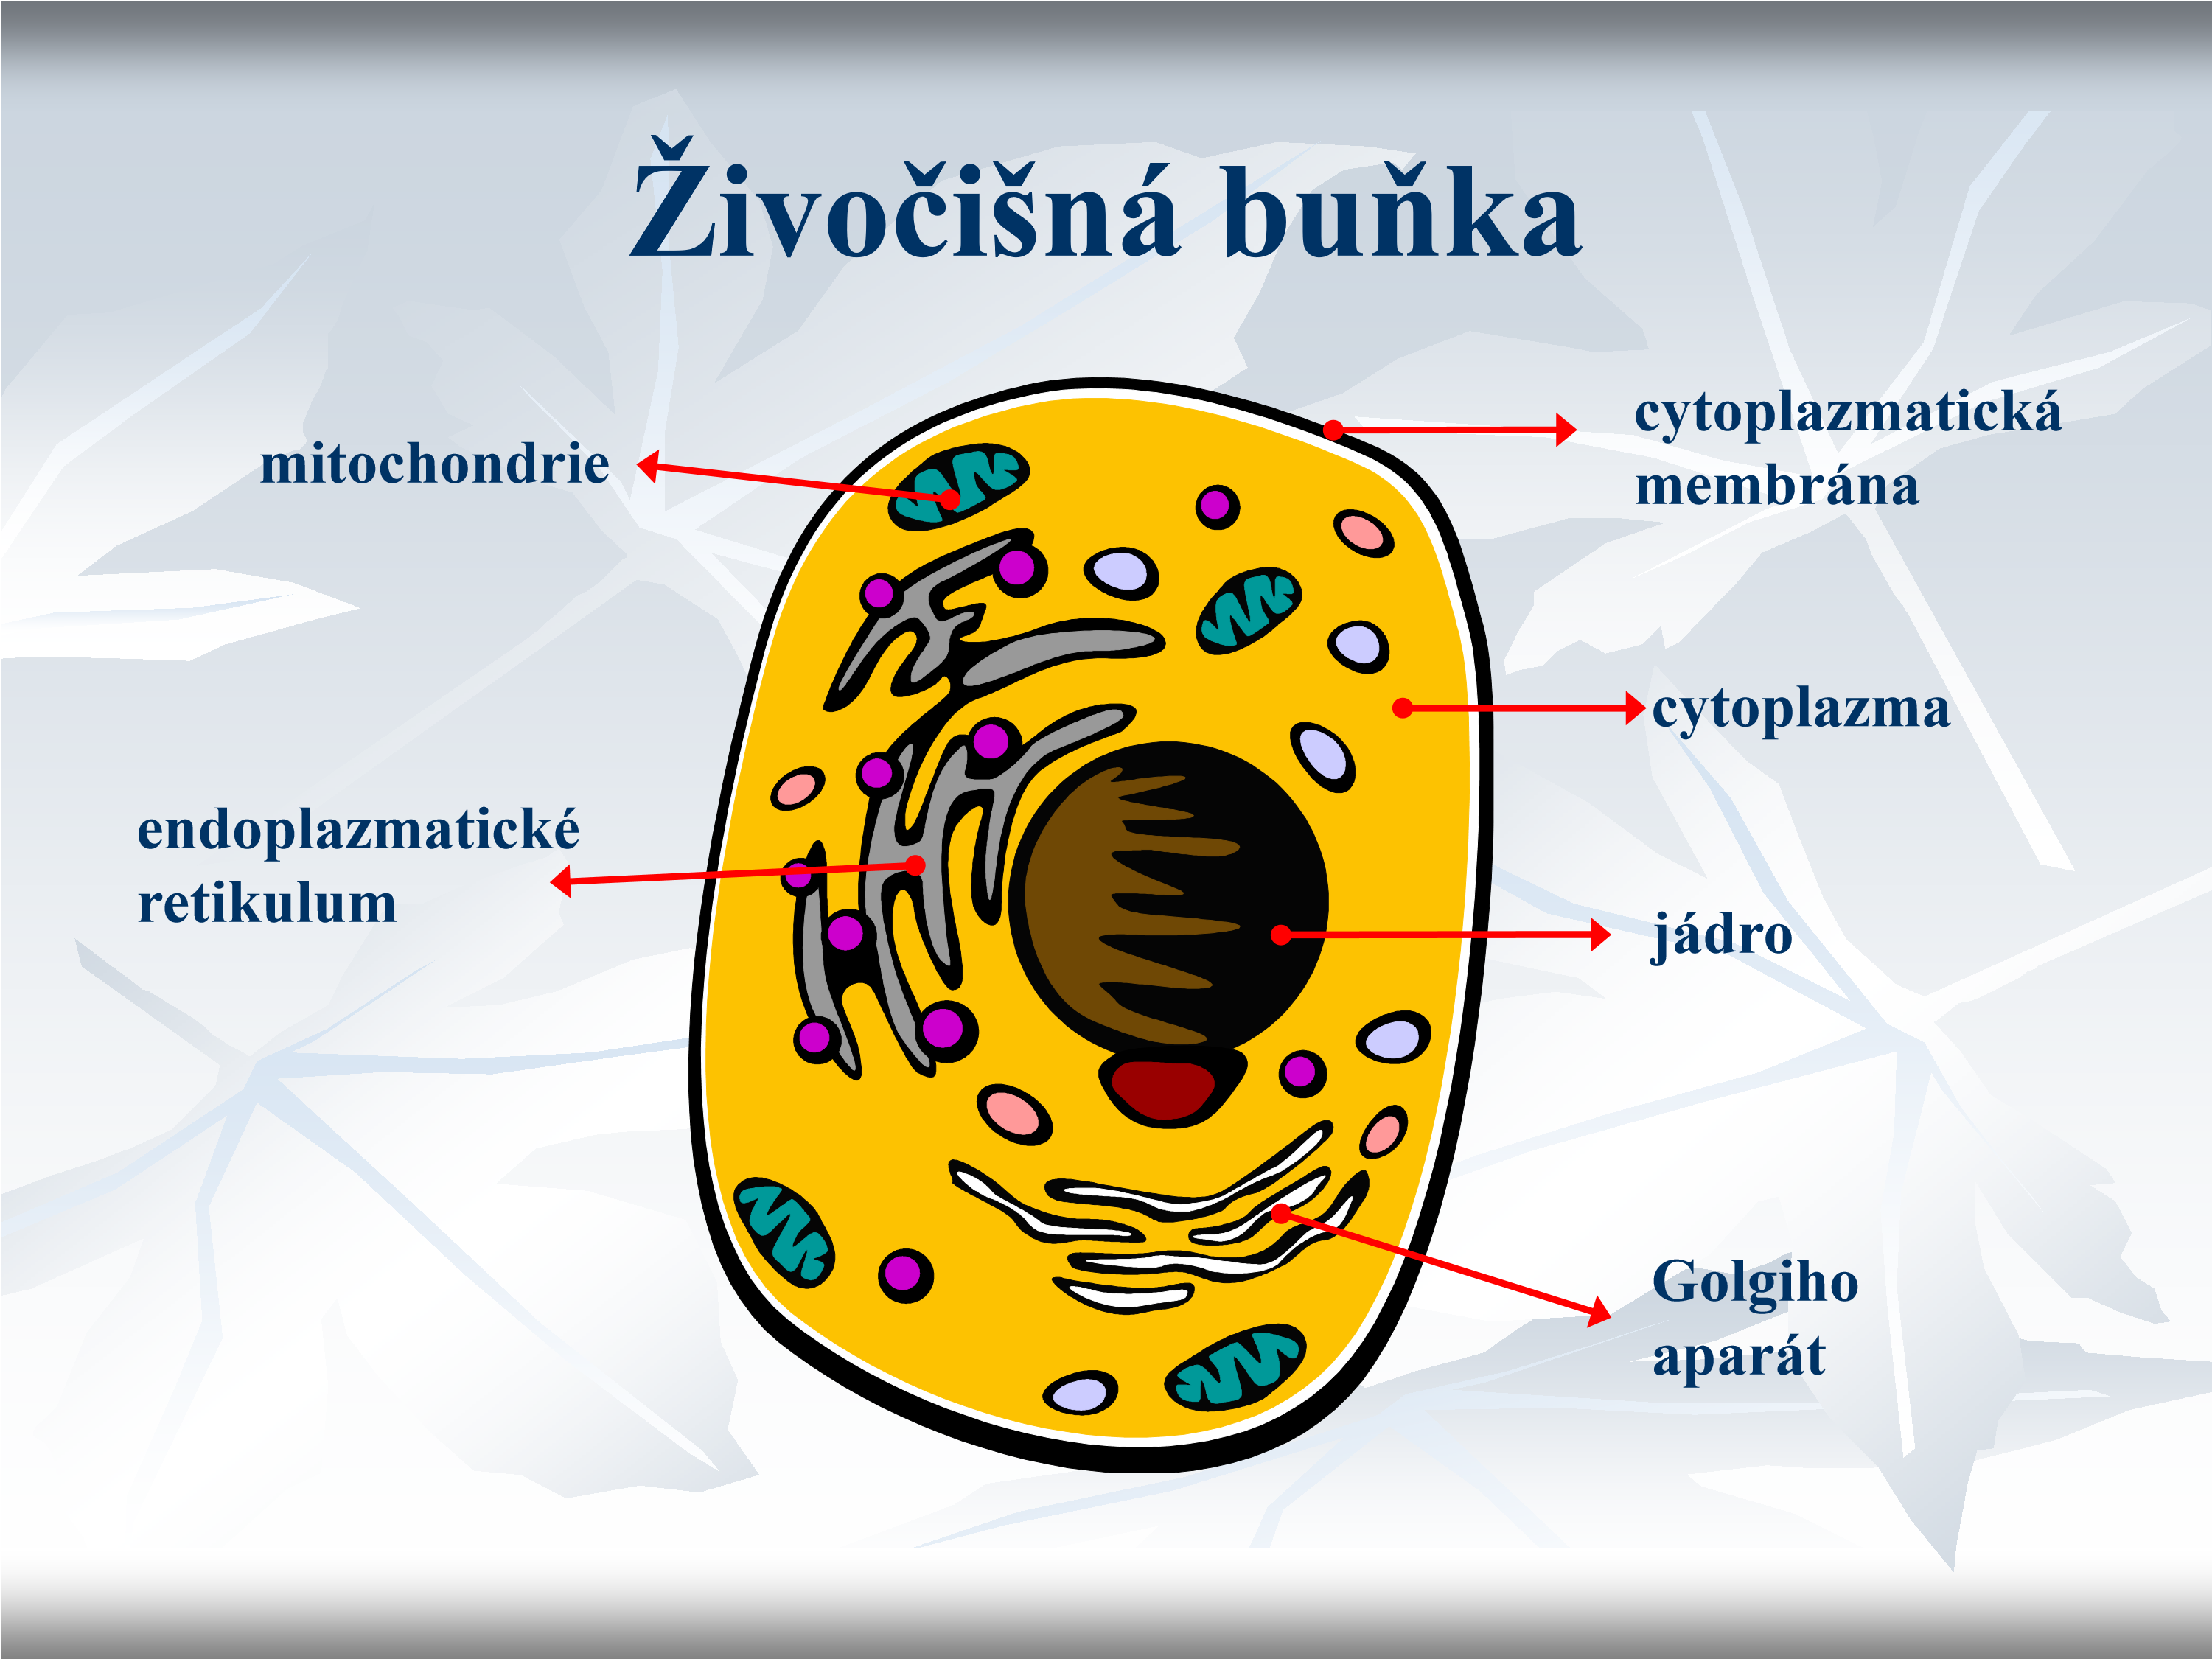 Živočišná buňka
cytoplazmatická
membrána
mitochondrie
cytoplazma
endoplazmatické
retikulum
jádro
Golgiho
aparát